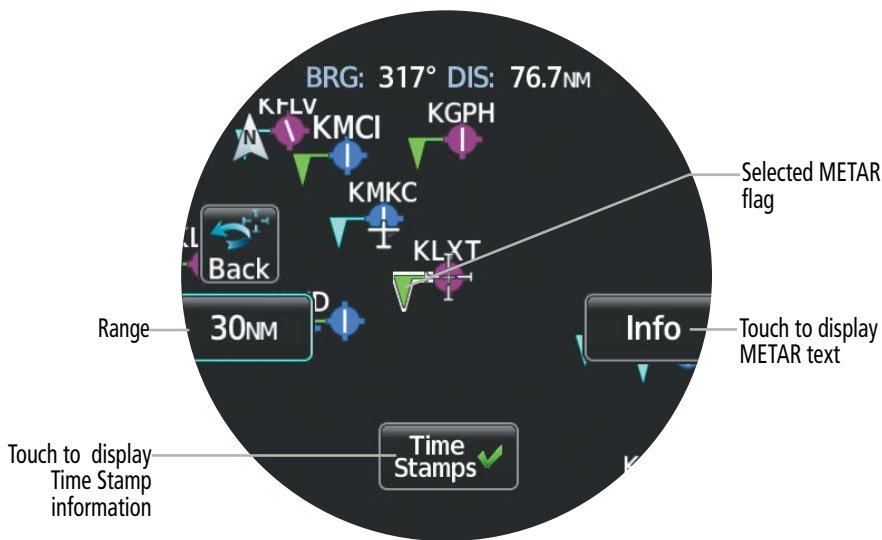 BRG: 317° DIS: 76.7NM
KFLV
KMCI
KGPH
N
KMKC
KLXT
Back
D
30NM
Info
Time
Stamps
Selected METAR
flag
Range
Touch to display
METAR text
Touch to display
Time Stamp
information